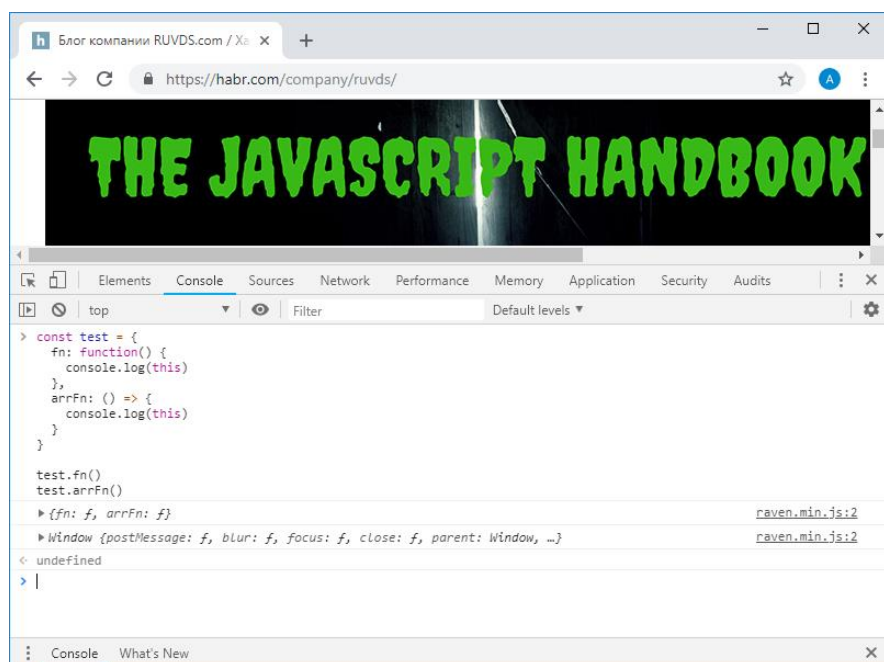 Блог компании RUVDS.com / Ха
https://habr.com/company/ruvds/
A
THE JAVASCRIPT HANDBOOK
Elements Console Sources Network Performance Memory Application Security Audits
top Filter Default levels ▼
> const test = {
fn: function() {
console.log(this)
},
arrFn: () => {
console.log(this)
}
}
test.fn()
test.arrFn()
▶{fn: ƒ, arrFn: ƒ} raven.min.js:2
▶Window {postMessage: ƒ, blur: ƒ, focus: ƒ, close: ƒ, parent: Window, …} raven.min.js:2
undefined
>
Console What's New